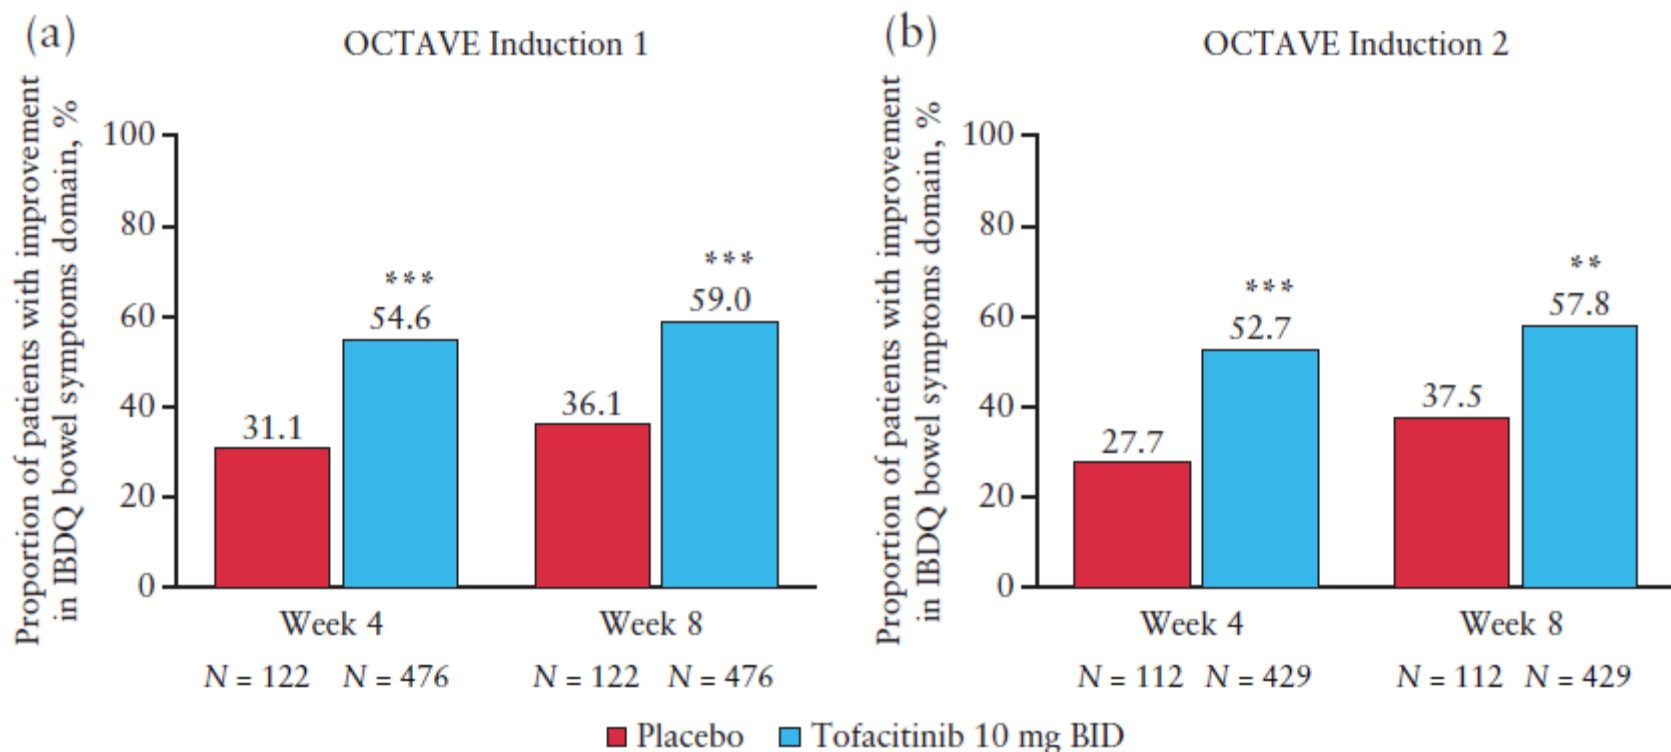 (a)
OCTAVE Induction 1
Proportion of patients with improvement
in IBDQ bowel symptoms domain, %
100
80
60
40
20
0
31.1
***
54.6
36.1
***
59.0
Week 4
Week 8
N = 122 N = 476
N = 122 N = 476
(b)
OCTAVE Induction 2
Proportion of patients with improvement
in IBDQ bowel symptoms domain, %
100
80
60
40
20
0
27.7
***
52.7
37.5
**
57.8
Week 4
Week 8
N = 112 N = 429
N = 112 N = 429
Placebo
Tofacitinib 10 mg BID